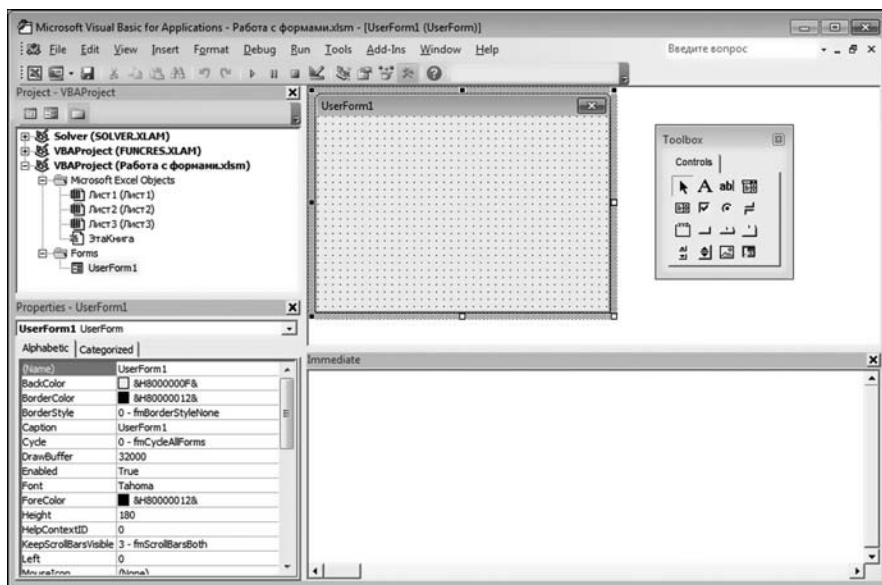 Microsoft Visual Basic for Applications - Работа с формами.xlsm - [UserForm1 (UserForm)]
File Edit View Insert Format Debug Run Tools Add-Ins Window Help Введите вопрос
Project - VBAProject
Solver (SOLVER.XLAM)
VBAProject (FUNCRES.XLAM)
VBAProject (Работа с формами.xlsm)
Microsoft Excel Objects
Лист1 (Лист1)
Лист2 (Лист2)
Лист3 (Лист3)
ЭтаКнига
Forms
UserForm1
Properties - UserForm1
UserForm1 UserForm
Alphabetic Categorized
(Name) UserForm1
BackColor &H8000000F&
BorderColor &H80000012&
BorderStyle 0 - fmBorderStyleNone
Caption UserForm1
Cycle 0 - fmCycleAllForms
DrawBuffer 32000
Enabled True
Font Tahoma
ForeColor &H80000012&
Height 180
HelpContextID 0
KeepScrollBarsVisible 3 - fmScrollBarsBoth
Left 0
MouseIcon (None)
UserForm1
Toolbox
Controls
A abl
Immediate